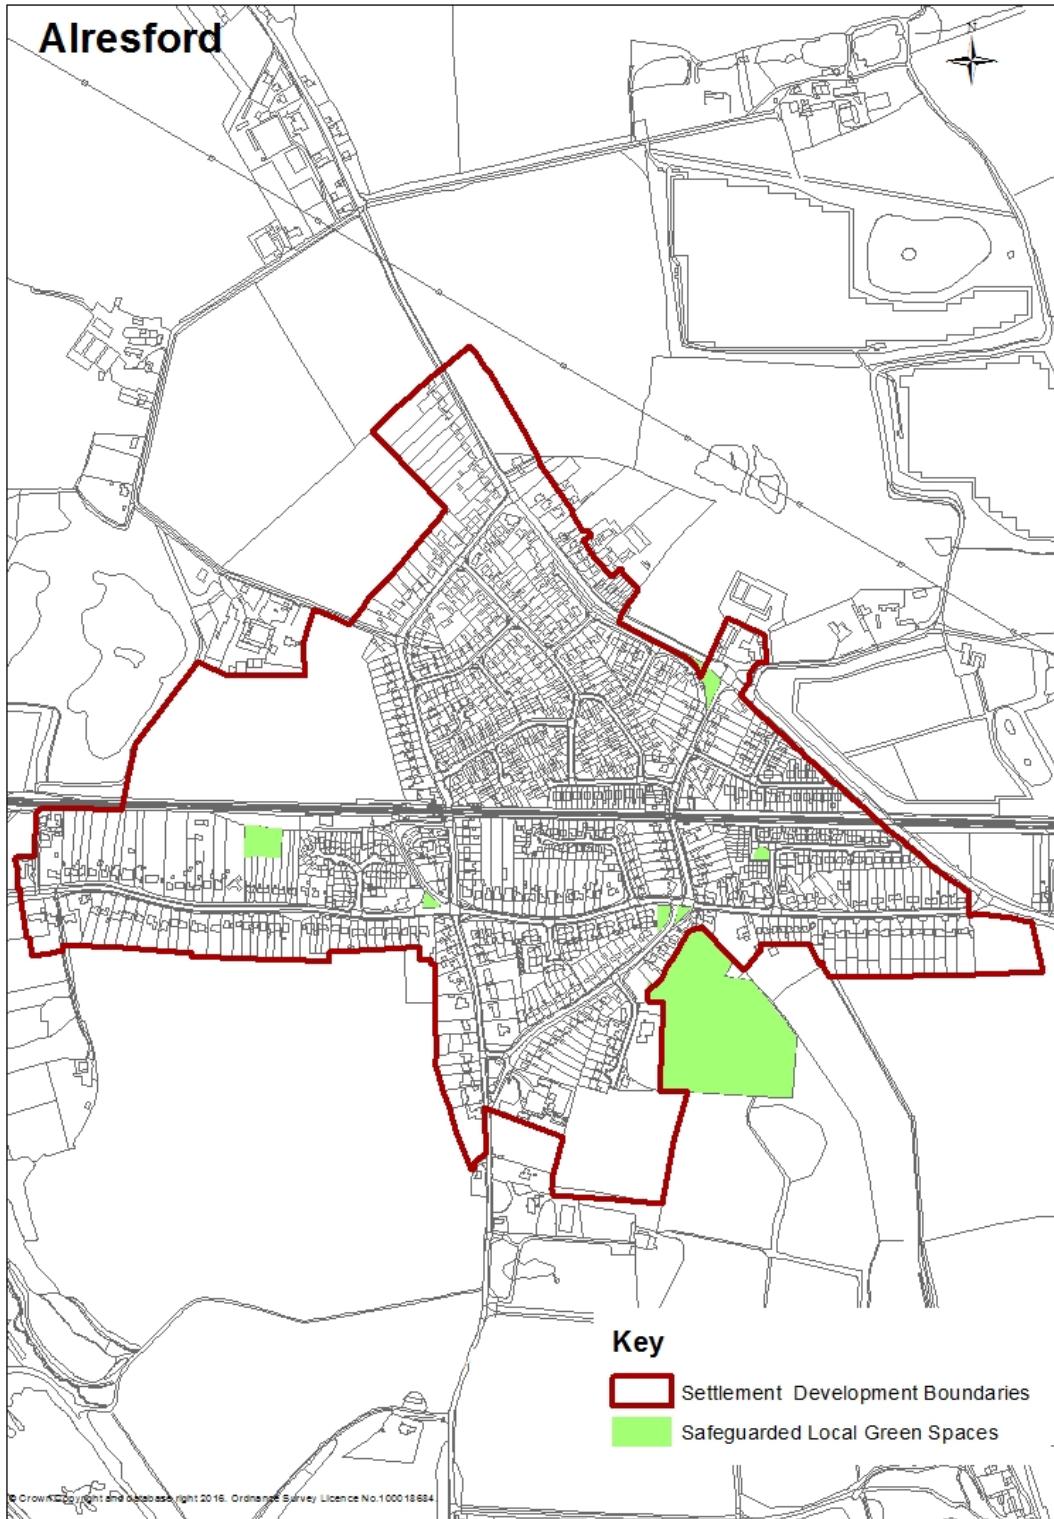 Alresford
N
Key
Settlement Development Boundaries
Safeguarded Local Green Spaces
© Crown Copyright and database right 2016. Ordnance Survey Licence No.100018684.